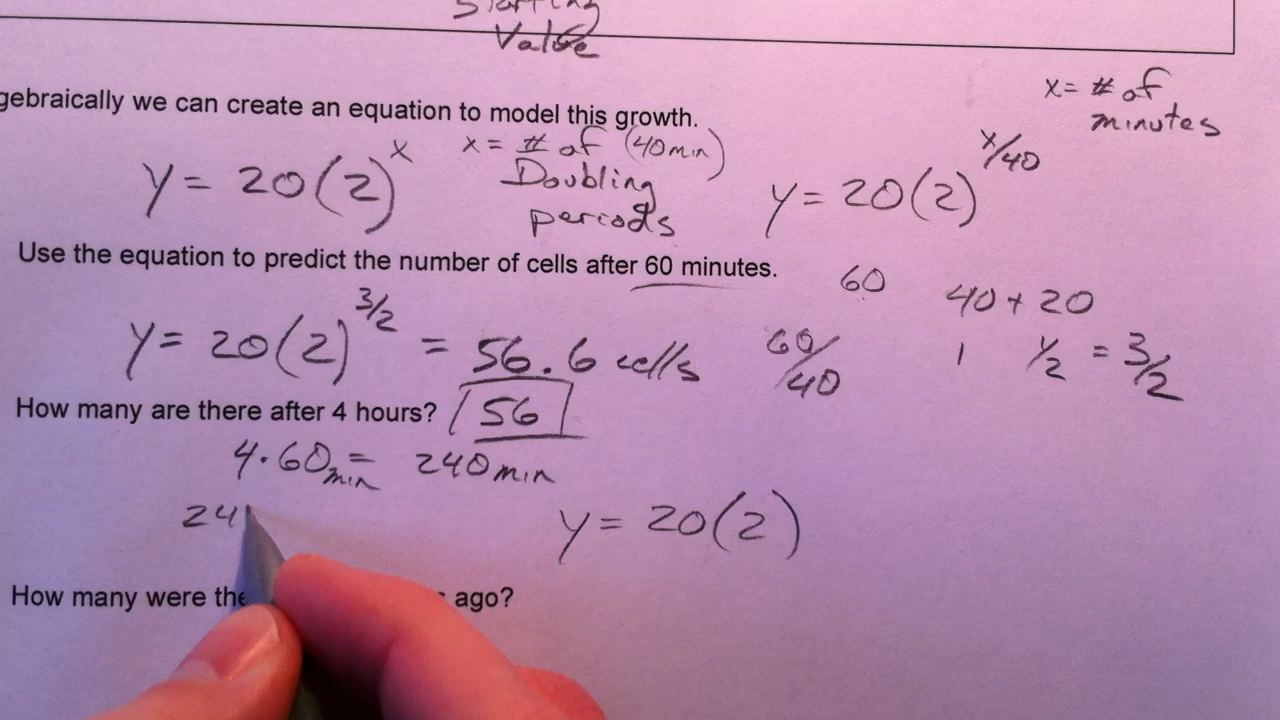 Starting
Value
x = # of minutes
gebraically we can create an equation to model this growth.
y = 20(2)^x x = # of (40 min) Doubling periods y = 20(2)^x/40
Use the equation to predict the number of cells after 60 minutes.
60 40 + 20
y = 20(2)^3/2 = 56.6 cells 60/40 1 1/2 = 3/2
How many are there after 4 hours? 56
4 · 60 min = 240 min
24 y = 20(2)
How many were the ago?